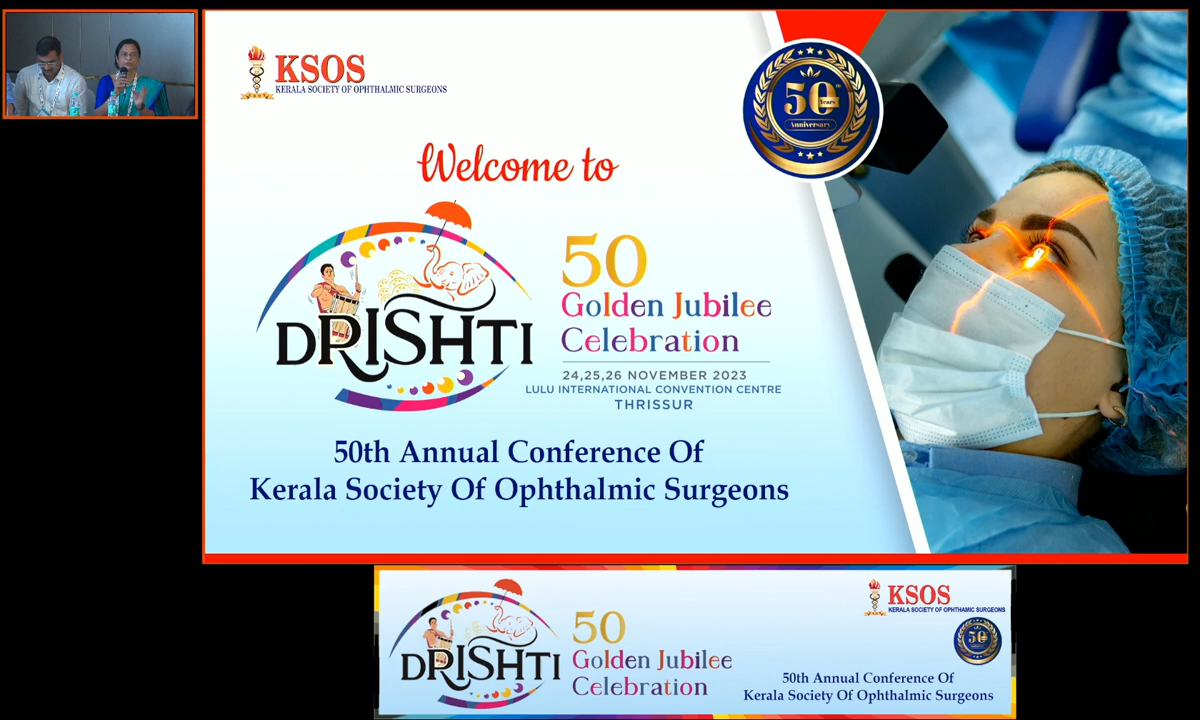 KSOS
KERALA SOCIETY OF OPHTHALMIC SURGEONS
50th
Years
Anniversary
Welcome to
DRISHTI
50
Golden Jubilee
Celebration
24,25,26 NOVEMBER 2023
LULU INTERNATIONAL CONVENTION CENTRE
THRISSUR
50th Annual Conference Of
Kerala Society Of Ophthalmic Surgeons
DRISHTI
50
Golden Jubilee
Celebration
KSOS
KERALA SOCIETY OF OPHTHAMIC SURGEONS
50
50th Annual Conference Of
Kerala Society Of Ophthalmic Surgeons